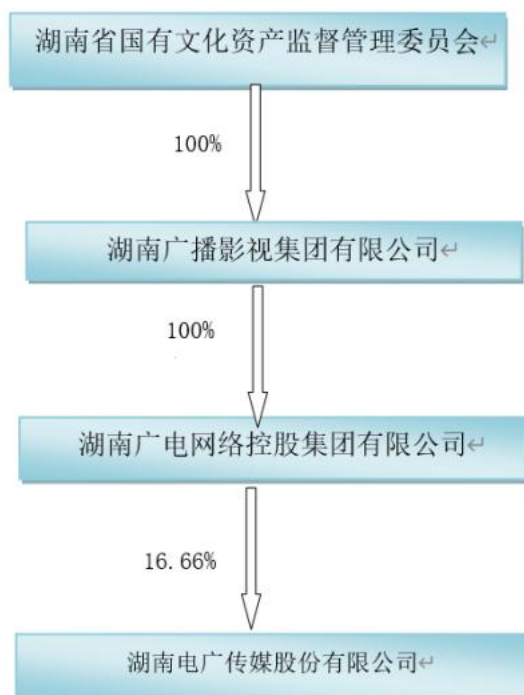 湖南省国有文化资产监督管理委员会↵
100%
湖南广播影视集团有限公司↵
100%
湖南广电网络控股集团有限公司↵
16.66%
湖南电广传媒股份有限公司↵